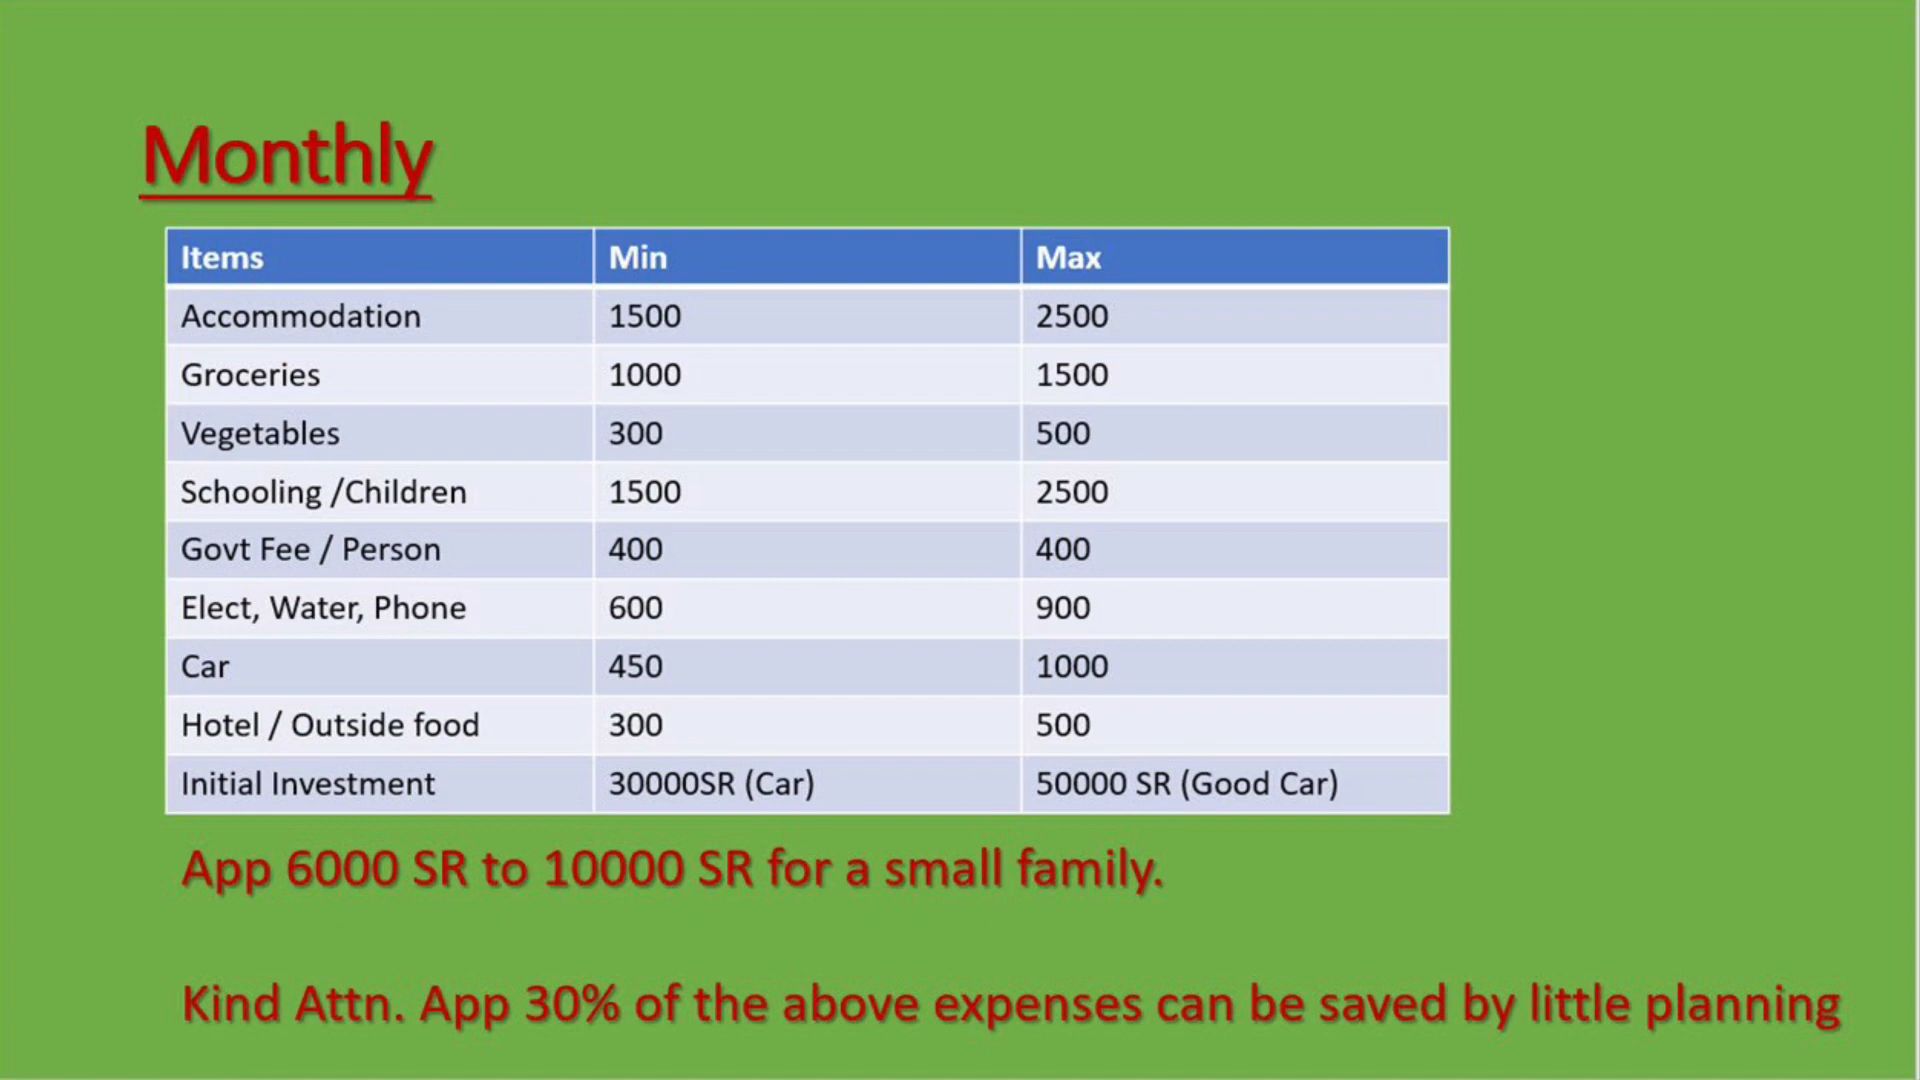 Monthly
Items Min Max
Accommodation 1500 2500
Groceries 1000 1500
Vegetables 300 500
Schooling /Children 1500 2500
Govt Fee / Person 400 400
Elect, Water, Phone 600 900
Car 450 1000
Hotel / Outside food 300 500
Initial Investment 30000SR (Car) 50000 SR (Good Car)
App 6000 SR to 10000 SR for a small family.
Kind Attn. App 30% of the above expenses can be saved by little planning